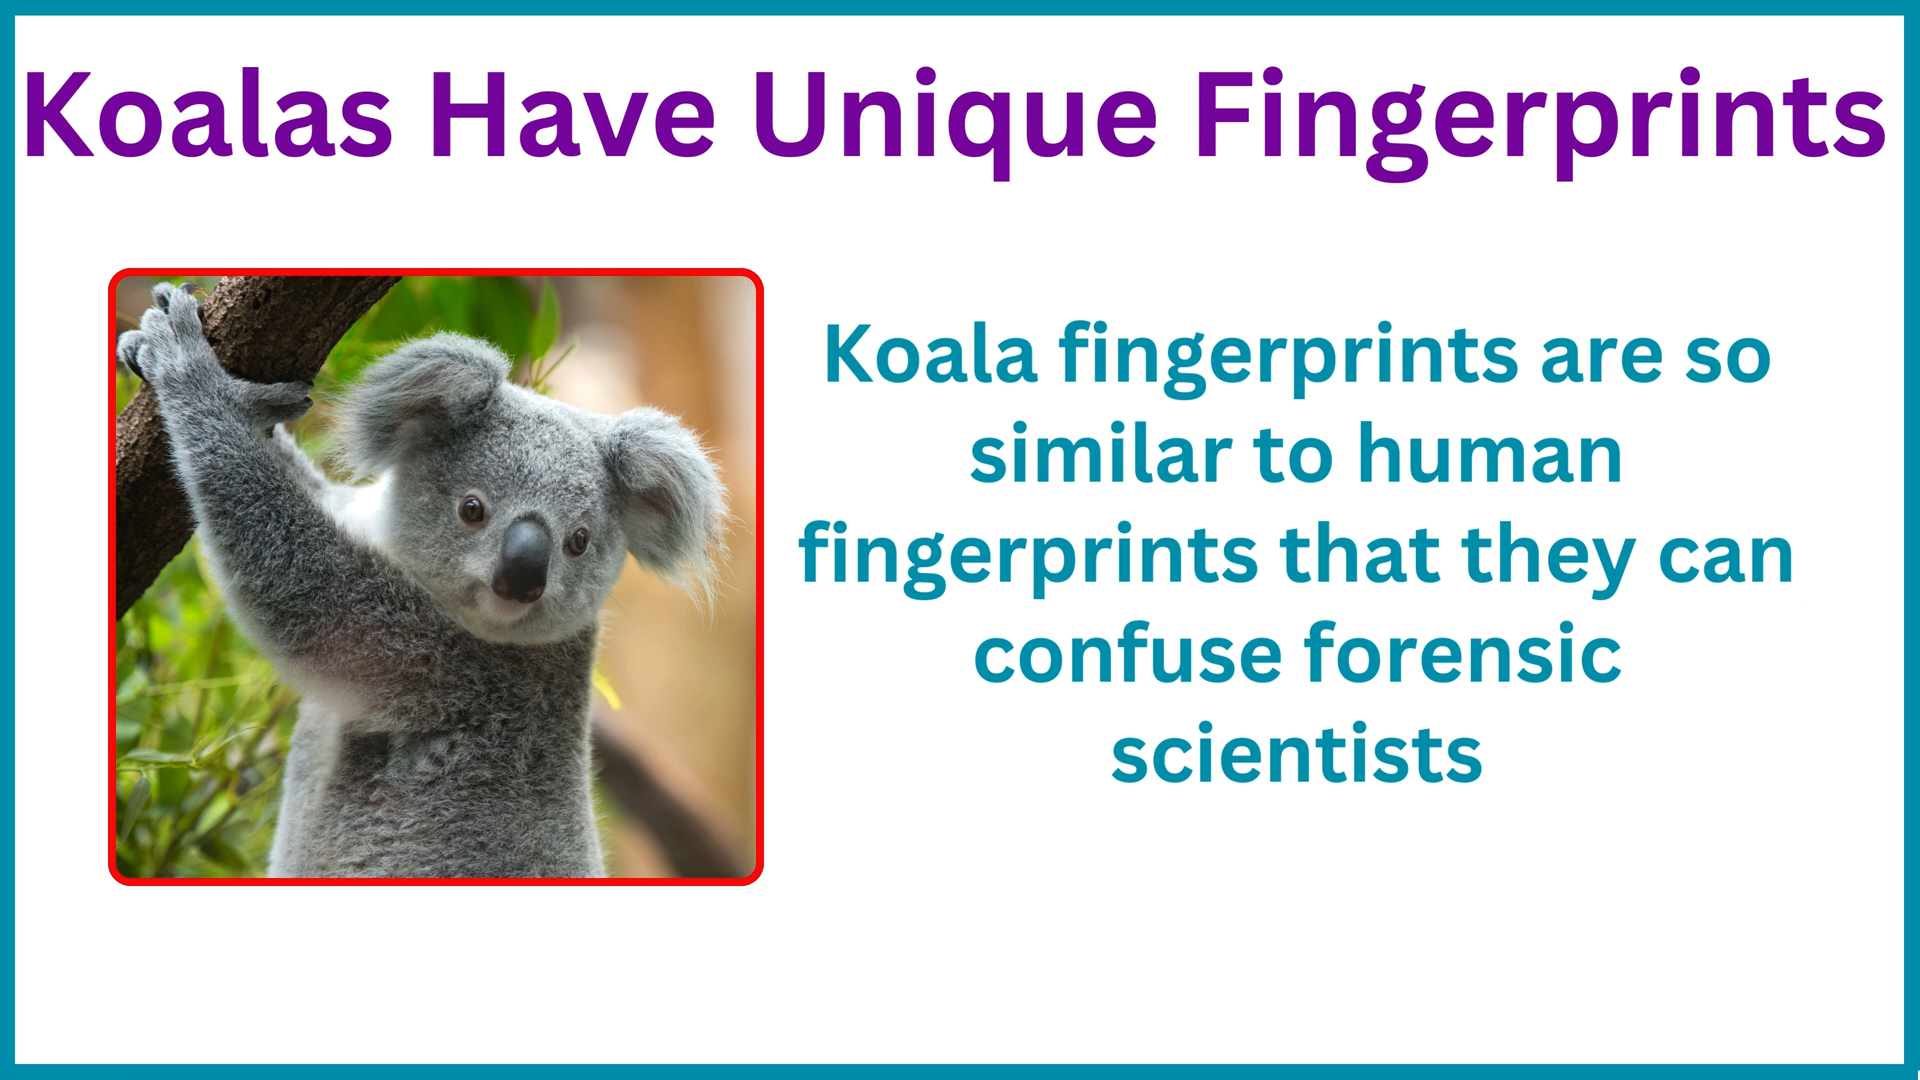 Koalas Have Unique Fingerprints
Koala fingerprints are so
similar to human
fingerprints that they can
confuse forensic
scientists